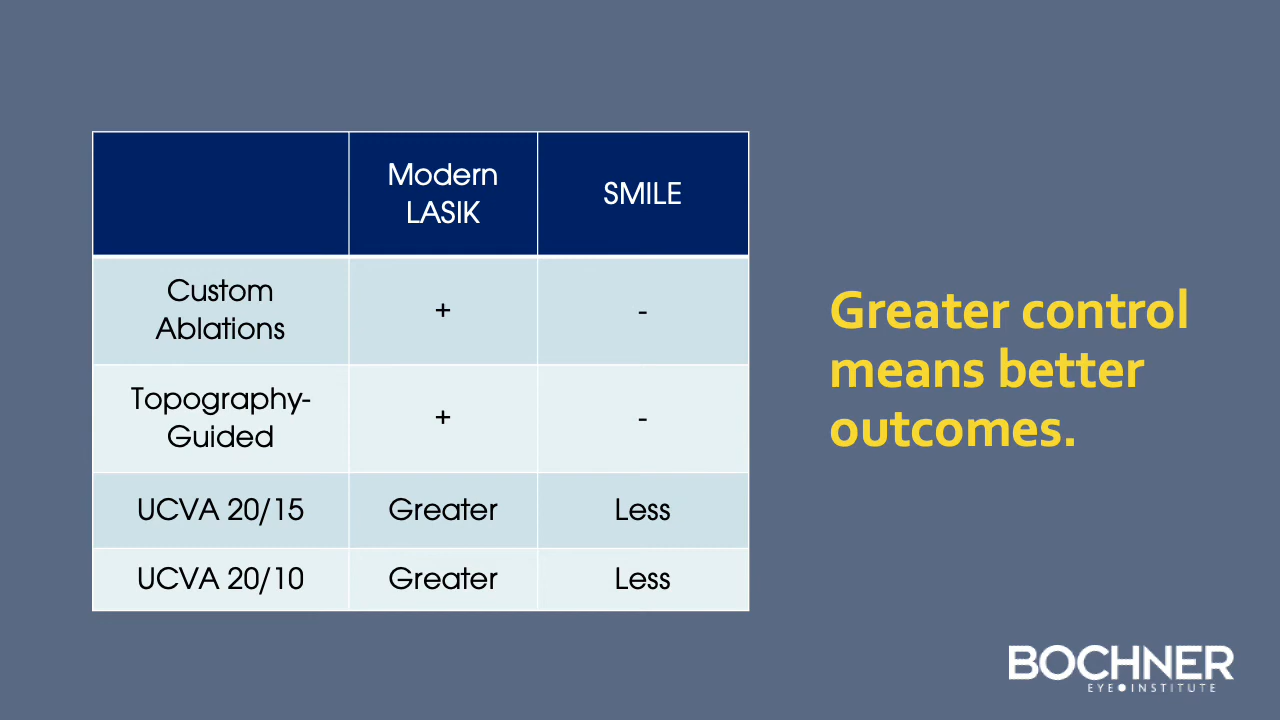 Modern
LASIK
SMILE
Custom
Ablations
+
-
Topography-
Guided
+
-
UCVA 20/15
Greater
Less
UCVA 20/10
Greater
Less
Greater control
means better
outcomes.
BOCHNER
EYE INSTITUTE